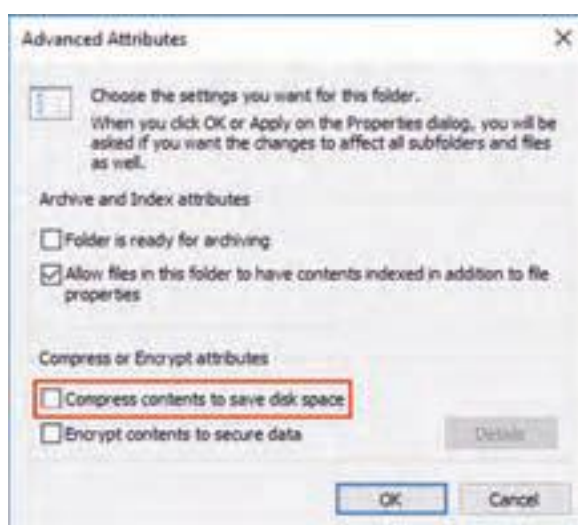 Advanced Attributes
Choose the settings you want for this folder.
When you click OK or Apply on the Properties dialog, you will be
asked if you want the changes to affect all subfolders and files
as well.
Archive and Index attributes
Folder is ready for archiving
Allow files in this folder to have contents indexed in addition to file
properties
Compress or Encrypt attributes
Compress contents to save disk space
Encrypt contents to secure data
Details
OK
Cancel